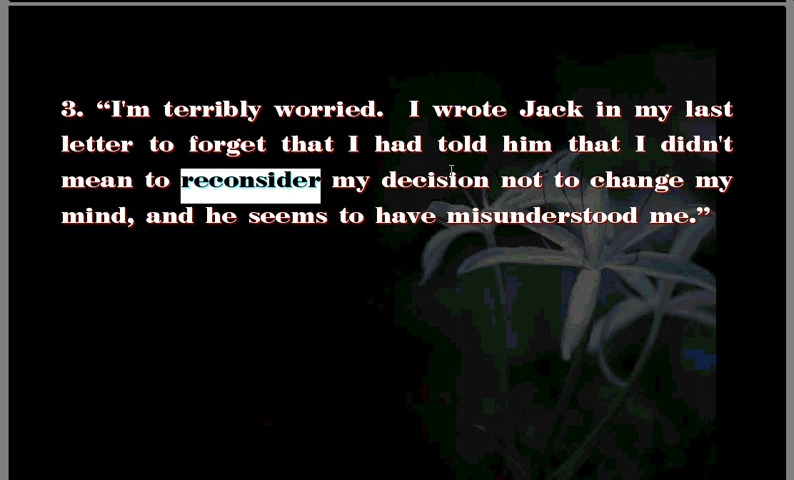 3. “I'm terribly worried. I wrote Jack in my last
letter to forget that I had told him that I didn't
mean to reconsider my decision not to change my
mind, and he seems to have misunderstood me.”